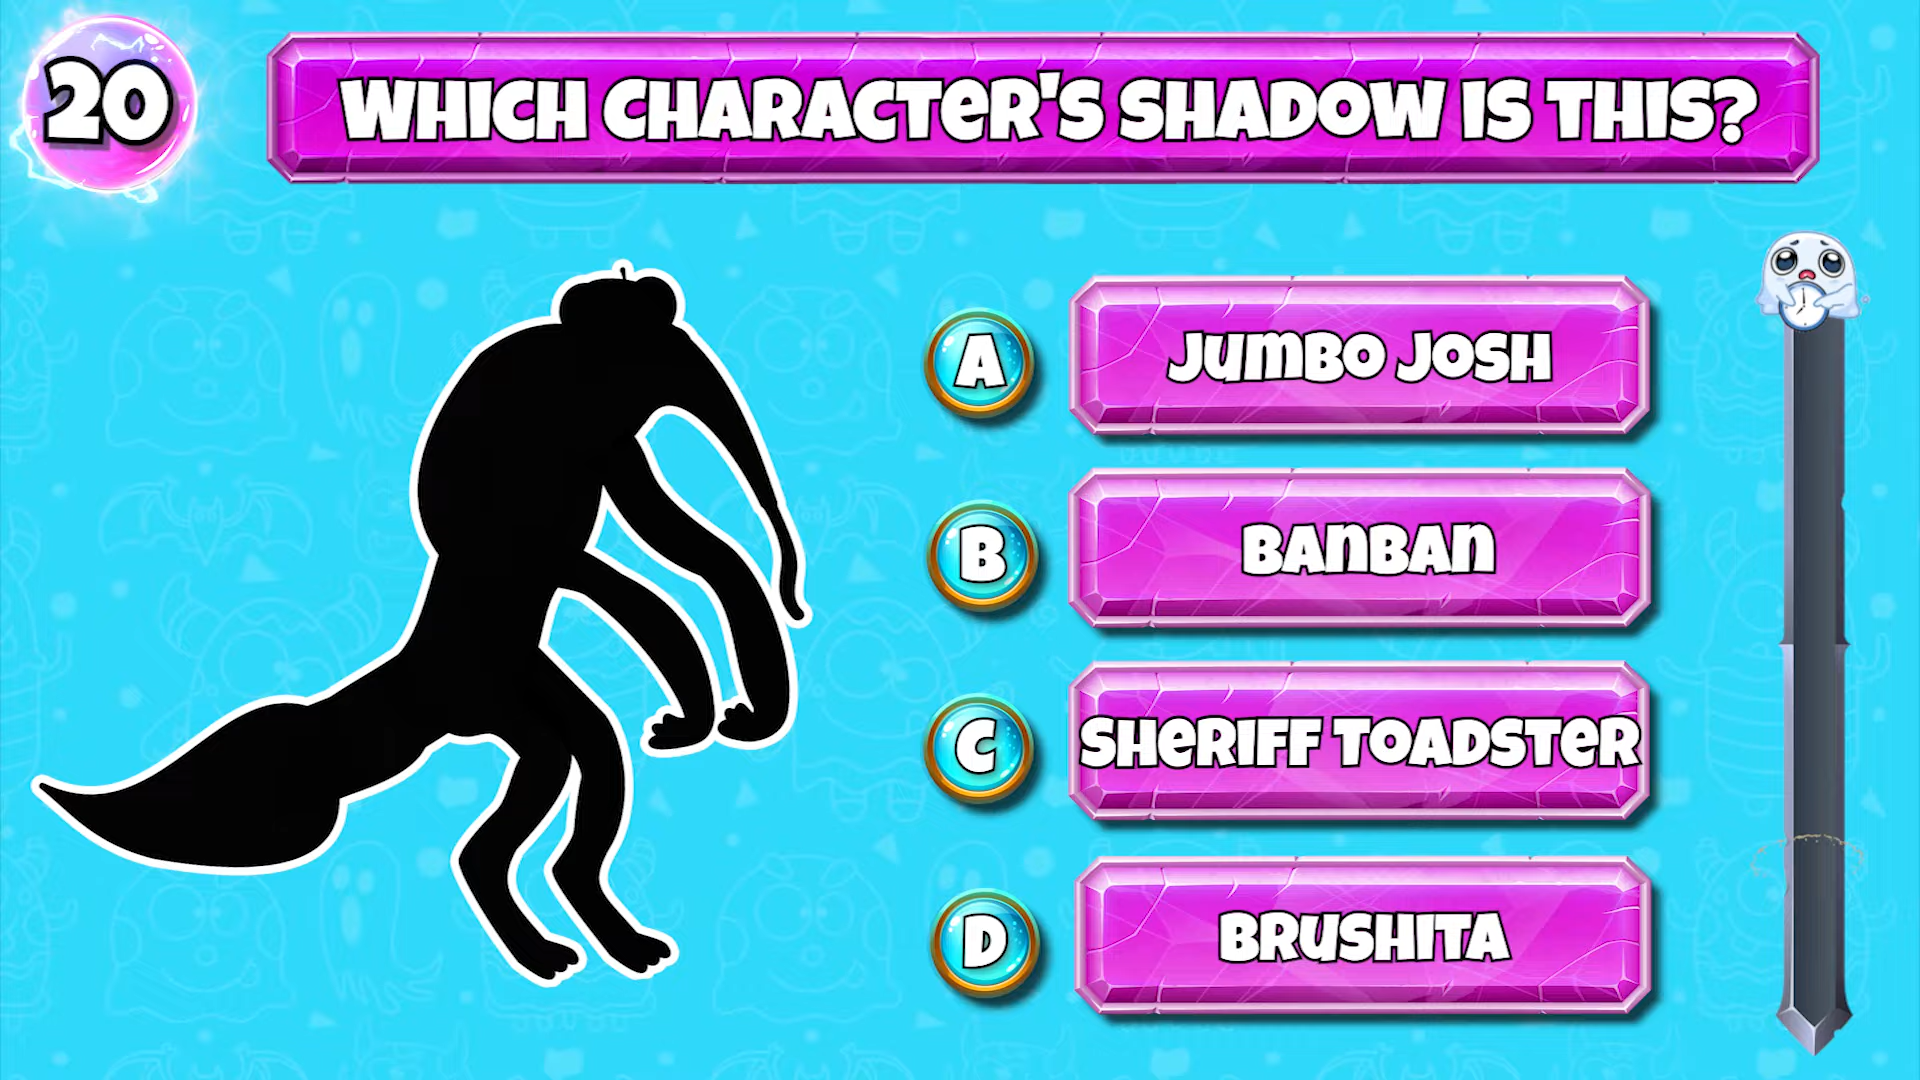 20
WHICH CHARACTER'S SHADOW IS THIS?
A
JUMBO JOSH
B
BANBAN
C
SHERIFF TOADSTER
D
BRUSHITA